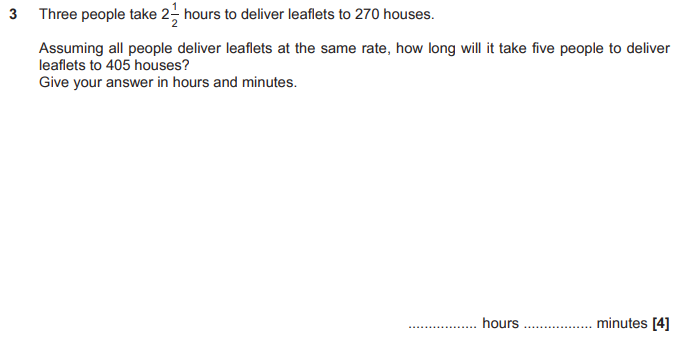 3 Three people take 2 1/2 hours to deliver leaflets to 270 houses.
Assuming all people deliver leaflets at the same rate, how long will it take five people to deliver
leaflets to 405 houses?
Give your answer in hours and minutes.
................. hours ................. minutes [4]